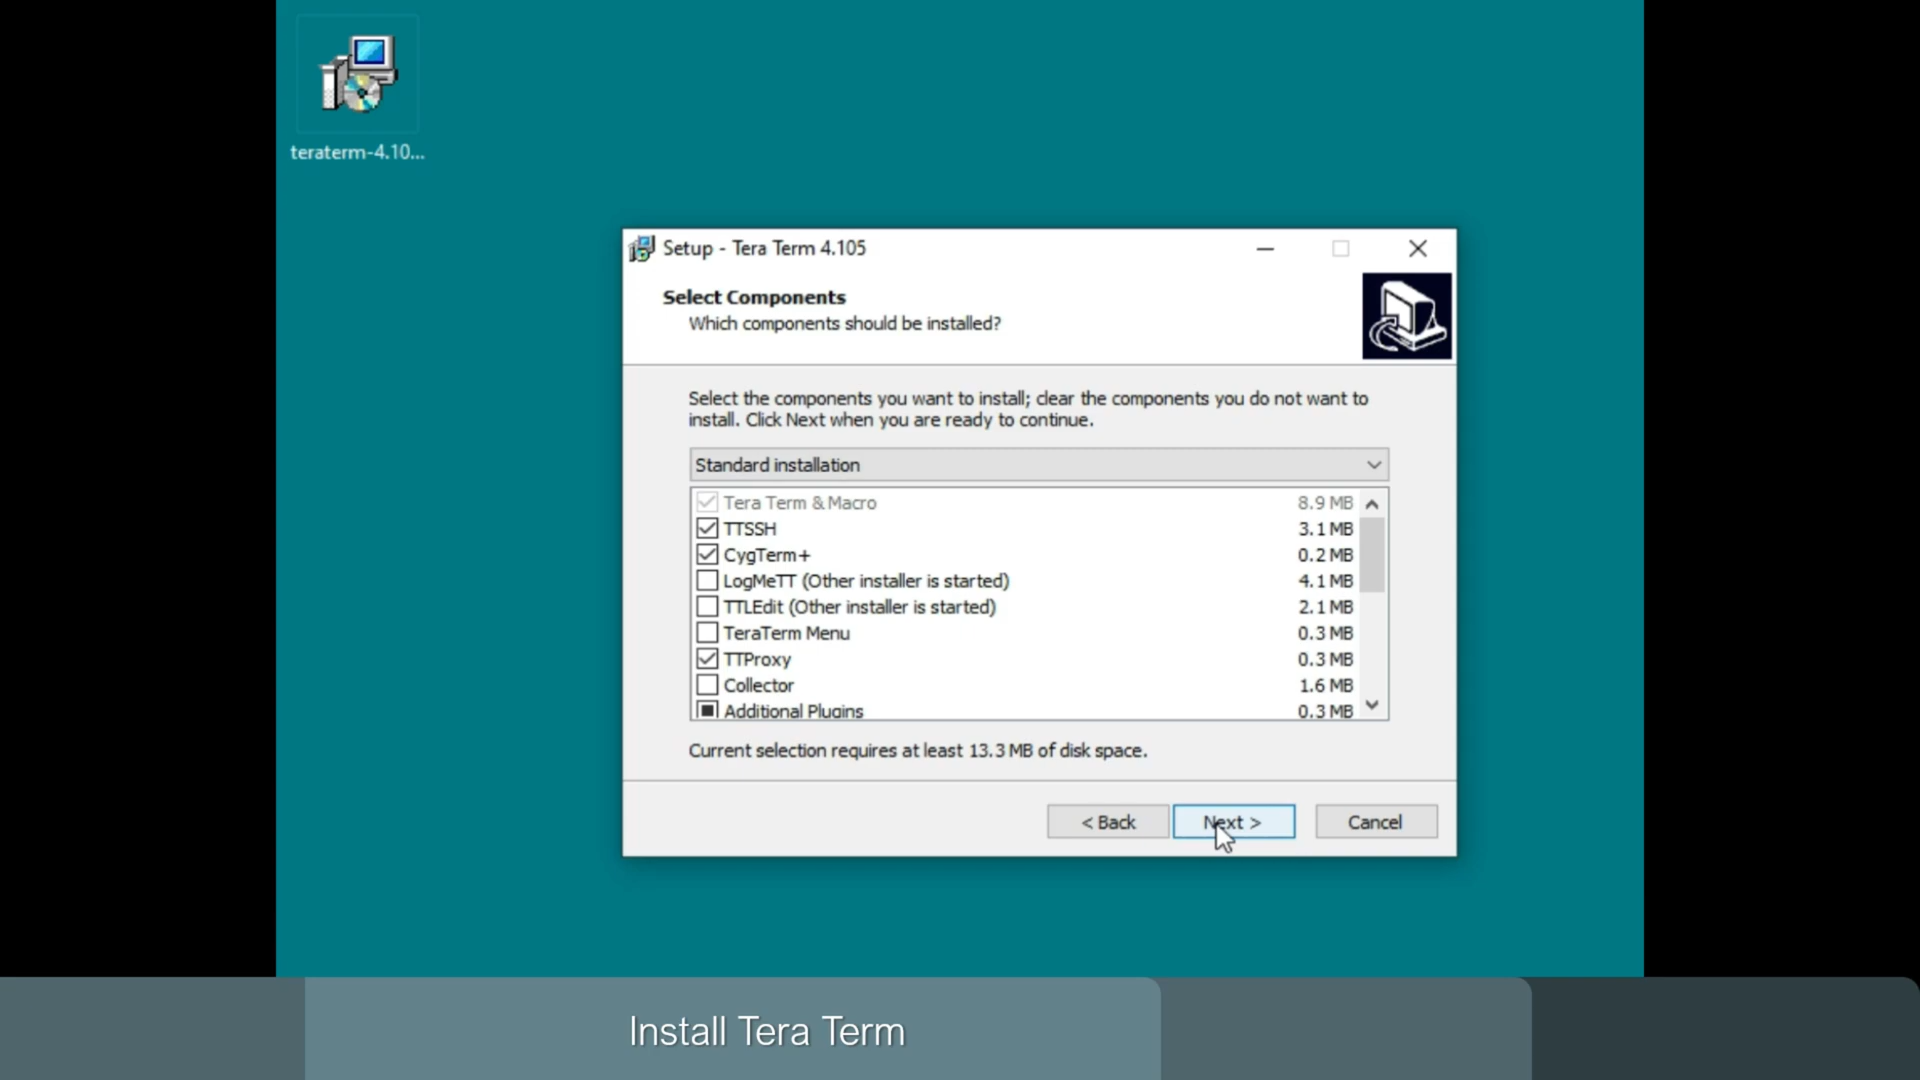 teraterm-4.10...
Setup - Tera Term 4.105
Select Components
Which components should be installed?
Select the components you want to install; clear the components you do not want to
install. Click Next when you are ready to continue.
Standard installation
Tera Term & Macro 8.9 MB
TTSSH 3.1 MB
CygTerm+ 0.2 MB
LogMeTT (Other installer is started) 4.1 MB
TTLEdit (Other installer is started) 2.1 MB
TeraTerm Menu 0.3 MB
TTProxy 0.3 MB
Collector 1.6 MB
Additional Plugins 0.3 MB
Current selection requires at least 13.3 MB of disk space.
< Back Next > Cancel
Install Tera Term